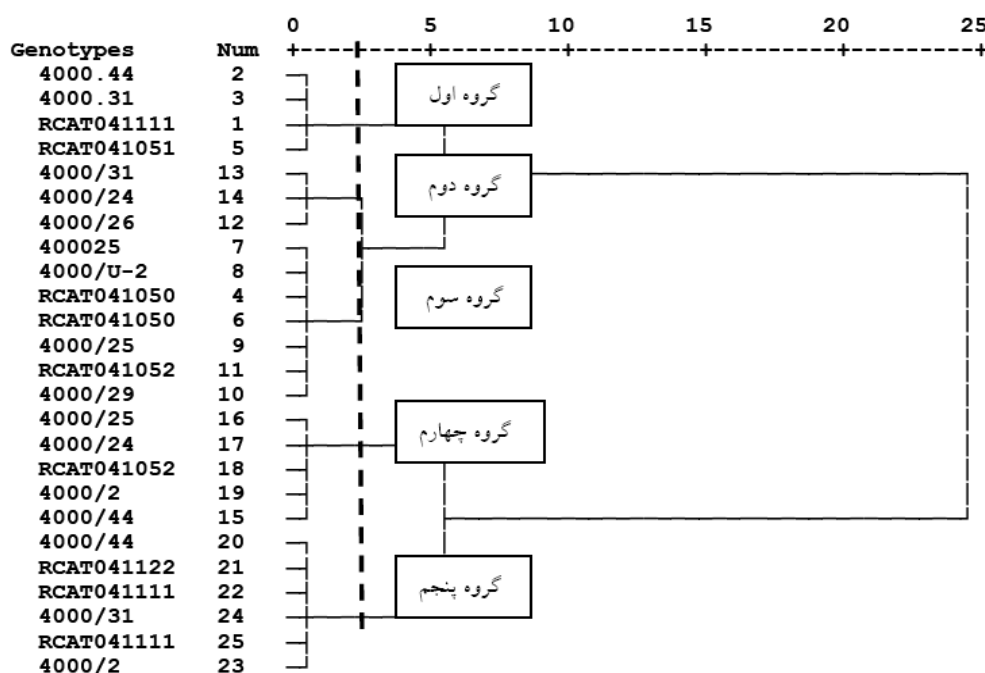 0 5 10 15 20 25
Genotypes Num
4000.44 2
4000.31 3
گروه اول
RCAT041111 1
RCAT041051 5
4000/31 13
گروه دوم
4000/24 14
4000/26 12
400025 7
4000/U-2 8
RCAT041050 4
گروه سوم
RCAT041050 6
4000/25 9
RCAT041052 11
4000/29 10
4000/25 16
گروه چهارم
4000/24 17
RCAT041052 18
4000/2 19
4000/44 15
4000/44 20
RCAT041122 21
گروه پنجم
RCAT041111 22
4000/31 24
RCAT041111 25
4000/2 23